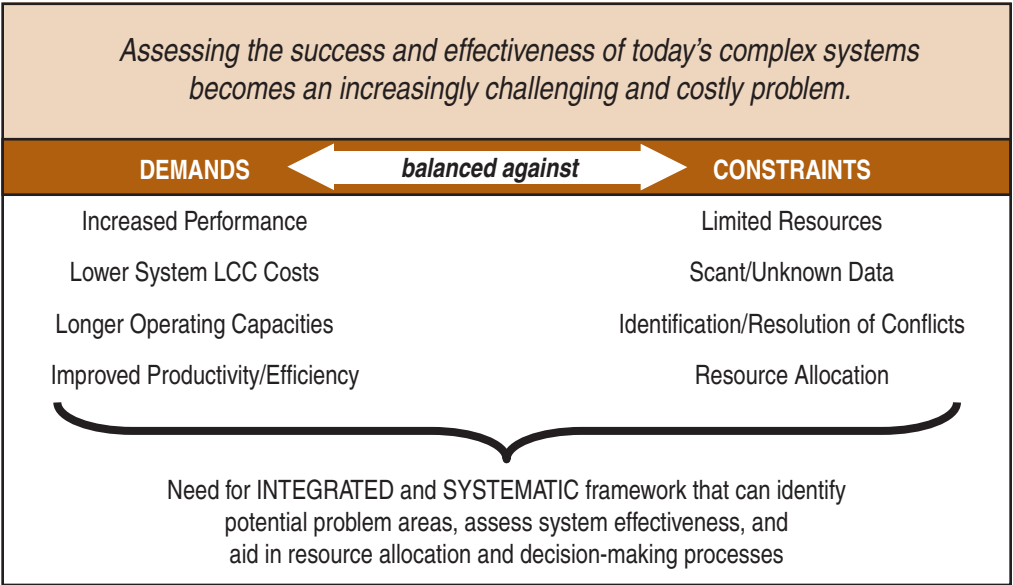 Assessing the success and effectiveness of today's complex systems
becomes an increasingly challenging and costly problem.
DEMANDS
balanced against
CONSTRAINTS
Increased Performance
Limited Resources
Lower System LCC Costs
Scant/Unknown Data
Longer Operating Capacities
Identification/Resolution of Conflicts
Improved Productivity/Efficiency
Resource Allocation
Need for INTEGRATED and SYSTEMATIC framework that can identify
potential problem areas, assess system effectiveness, and
aid in resource allocation and decision-making processes